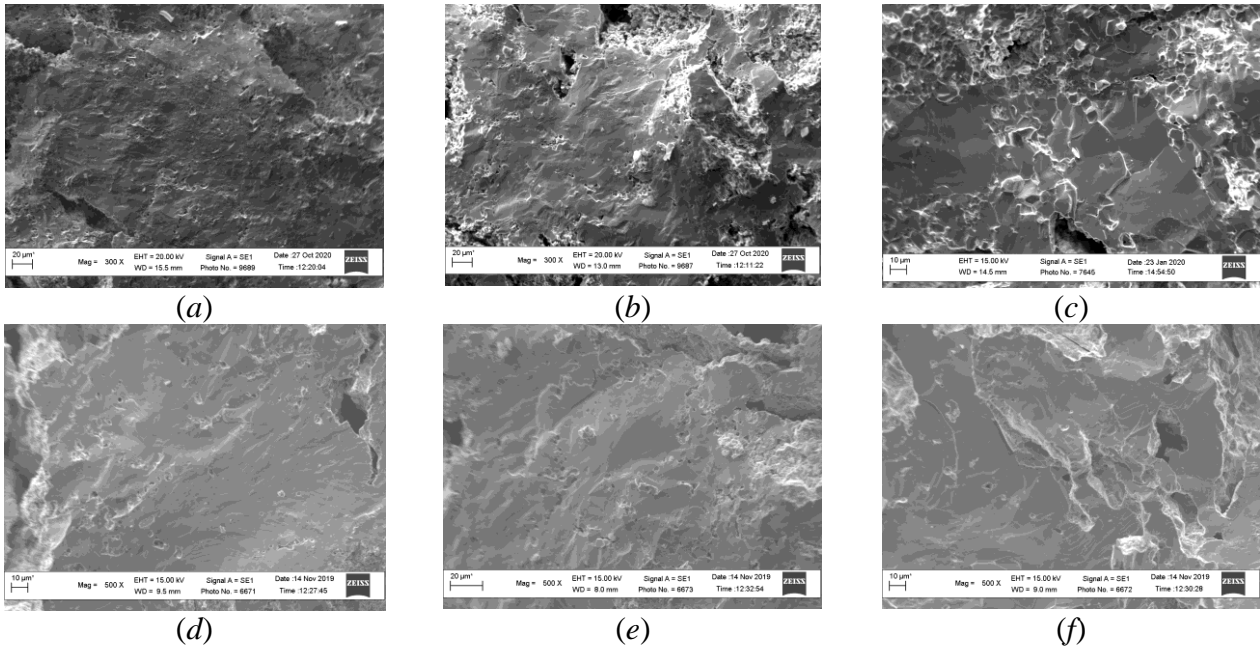 20 µm*
Mag = 300 X
EHT = 20.00 kV
WD = 15.5 mm
Signal A = SE1
Photo No. = 9689
Date :27 Oct 2020
Time :12:20:04
ZEISS
(a)
20 µm*
Mag = 300 X
EHT = 20.00 kV
WD = 13.0 mm
Signal A = SE1
Photo No. = 9687
Date :27 Oct 2020
Time :12:11:22
ZEISS
(b)
10 µm*
EHT = 15.00 kV
WD = 14.5 mm
Signal A = SE1
Photo No. = 7645
Date :23 Jan 2020
Time :14:54:50
ZEISS
(c)
10 µm*
Mag = 500 X
EHT = 15.00 kV
WD = 9.5 mm
Signal A = SE1
Photo No. = 6671
Date :14 Nov 2019
Time :12:27:45
ZEISS
(d)
20 µm*
Mag = 500 X
EHT = 15.00 kV
WD = 8.0 mm
Signal A = SE1
Photo No. = 6673
Date :14 Nov 2019
Time :12:32:54
ZEISS
(e)
10 µm*
Mag = 500 X
EHT = 15.00 kV
WD = 9.0 mm
Signal A = SE1
Photo No. = 6672
Date :14 Nov 2019
Time :12:30:28
ZEISS
(f)